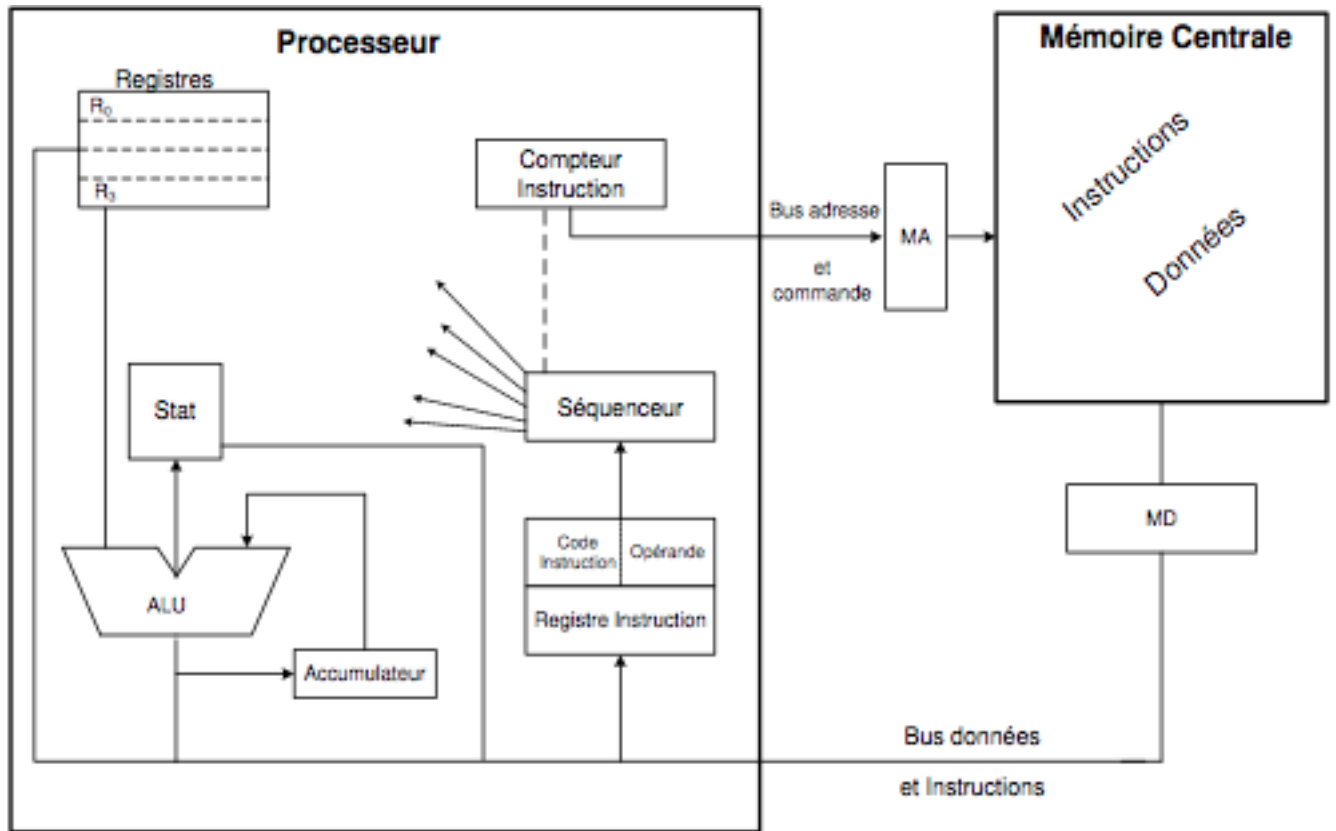 Processeur
Mémoire Centrale
Registres
R0
R3
Compteur
Instruction
Bus adresse
et
commande
MA
Instructions
Données
Stat
Séquenceur
Code
Instruction
Opérande
Registre Instruction
ALU
Accumulateur
MD
Bus données
et Instructions